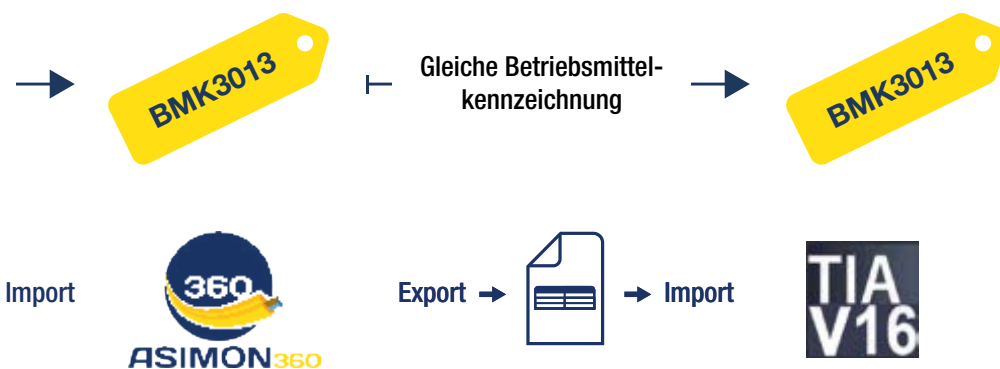 BMK3013
Gleiche Betriebsmittel-
kennzeichnung
BMK3013
Import
360
ASIMON360
Export
Import
TIA
V16